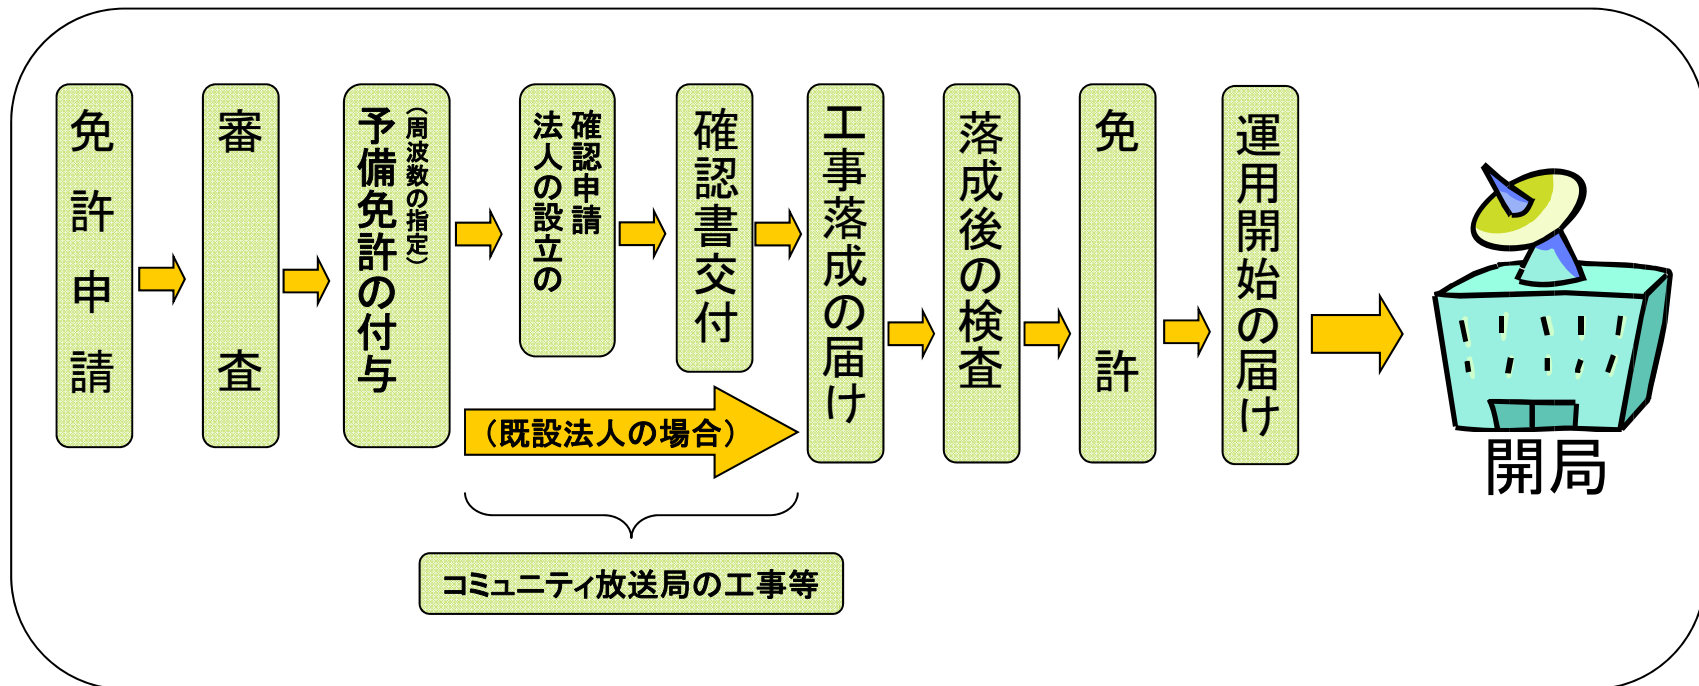 免許申請
審査
(周波数の指定)
予備免許の付与
確認申請
法人の設立の
確認書交付
工事落成の届け
落成後の検査
免許
運用開始の届け
(既設法人の場合)
開局
コミュニティ放送局の工事等